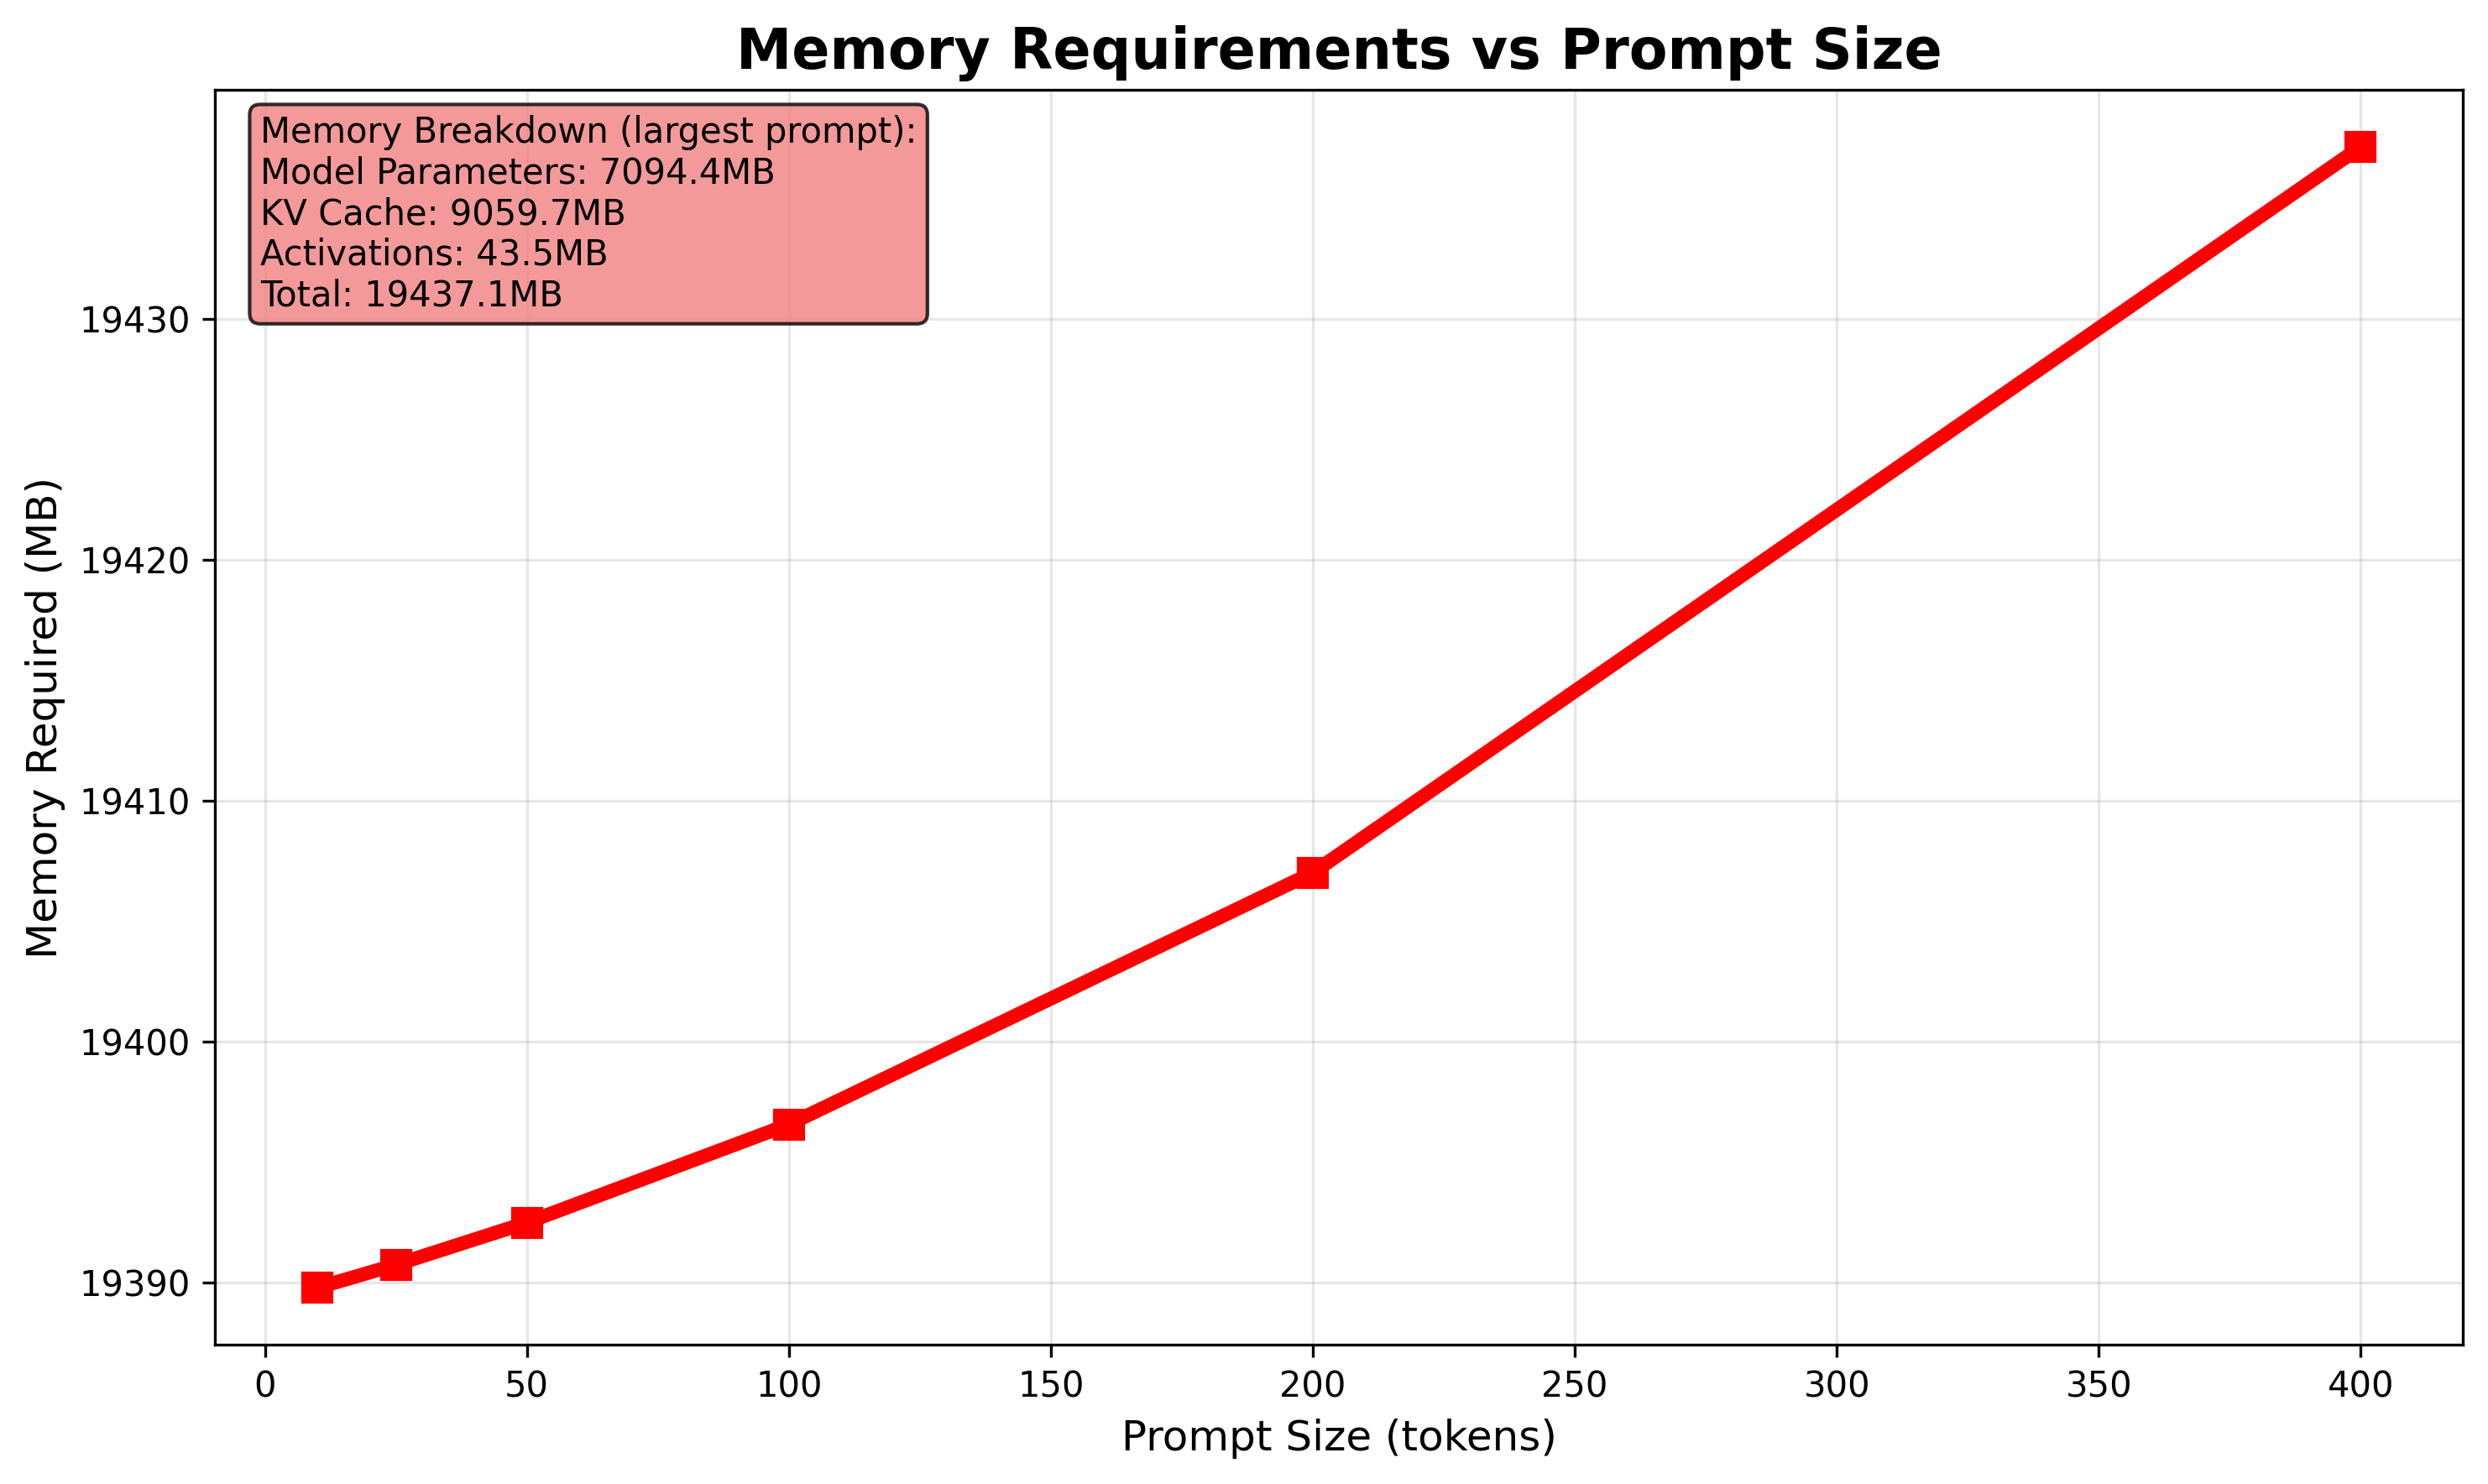 Memory Requirements vs Prompt Size
Memory Breakdown (largest prompt):
Model Parameters: 7094.4MB
KV Cache: 9059.7MB
Activations: 43.5MB
Total: 19437.1MB
Memory Required (MB)
19430
19420
19410
19400
19390
0 50 100 150 200 250 300 350 400
Prompt Size (tokens)